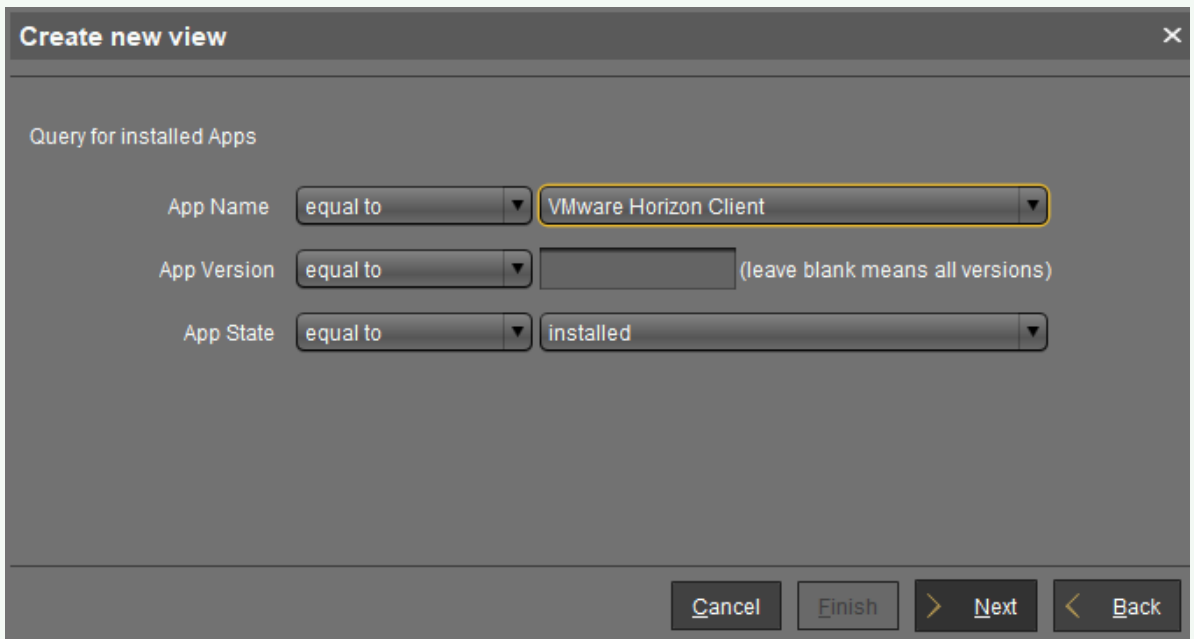 Create new view
Query for installed Apps
App Name equal to VMware Horizon Client
App Version equal to (leave blank means all versions)
App State equal to installed
Cancel Finish Next Back